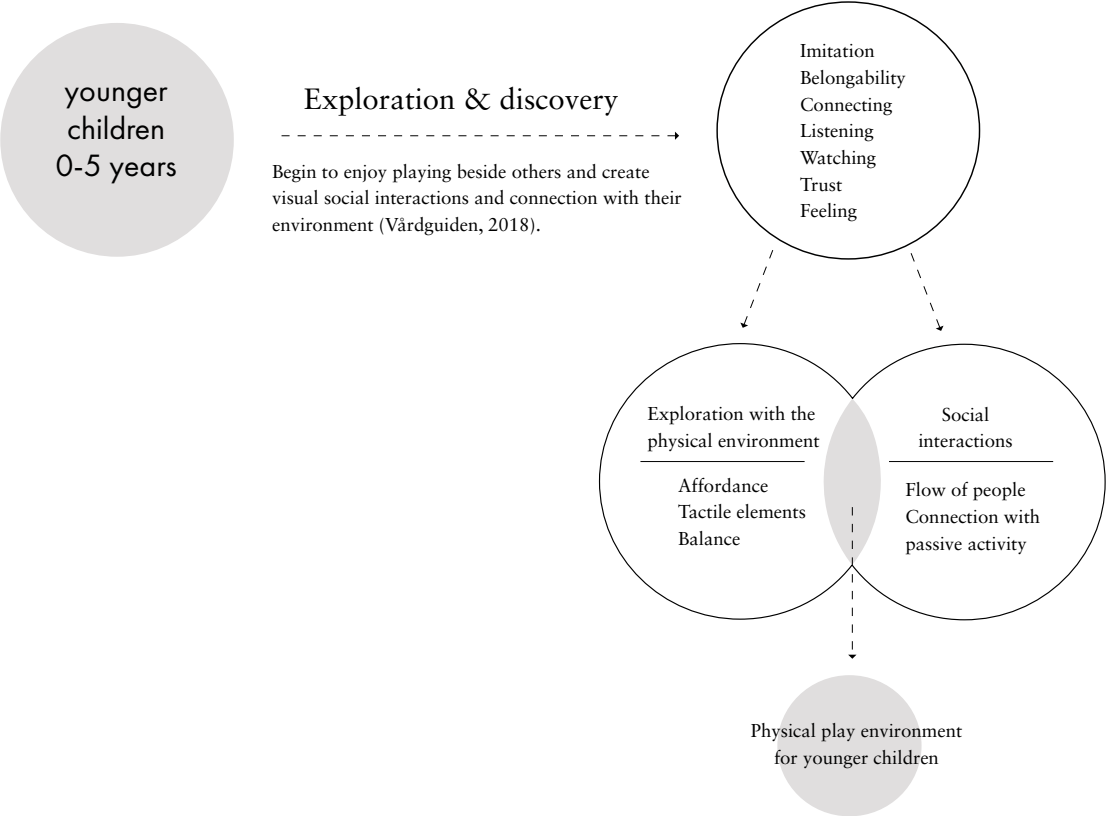 younger
children
0-5 years
Exploration & discovery
Begin to enjoy playing beside others and create
visual social interactions and connection with their
environment (Vårdguiden, 2018).
Imitation
Belongability
Connecting
Listening
Watching
Trust
Feeling
Exploration with the
physical environment
Affordance
Tactile elements
Balance
Social
interactions
Flow of people
Connection with
passive activity
Physical play environment
for younger children